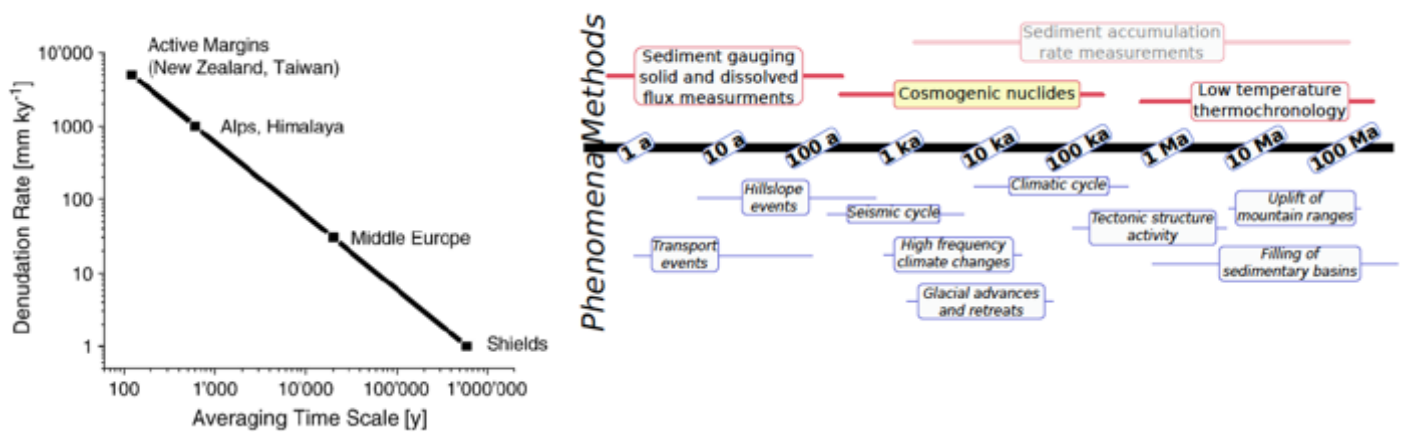 10'000
1000
100
10
1
Denudation Rate [mm ky-1]
Active Margins
(New Zealand, Taiwan)
Alps, Himalaya
Middle Europe
Shields
100
1'000
10'000
100'000
1'000'000
Averaging Time Scale [y]
Methods
Phenomena
Sediment accumulation
rate measurements
Sediment gauging
solid and dissolved
flux measurments
Cosmogenic nuclides
Low temperature
thermochronology
1 a
10 a
100 a
1 ka
10 ka
100 ka
1 Ma
10 Ma
100 Ma
Hillslope
events
Climatic cycle
Seismic cycle
Tectonic structure
activity
Uplift of
mountain ranges
Transport
events
High frequency
climate changes
Filling of
sedimentary basins
Glacial advances
and retreats